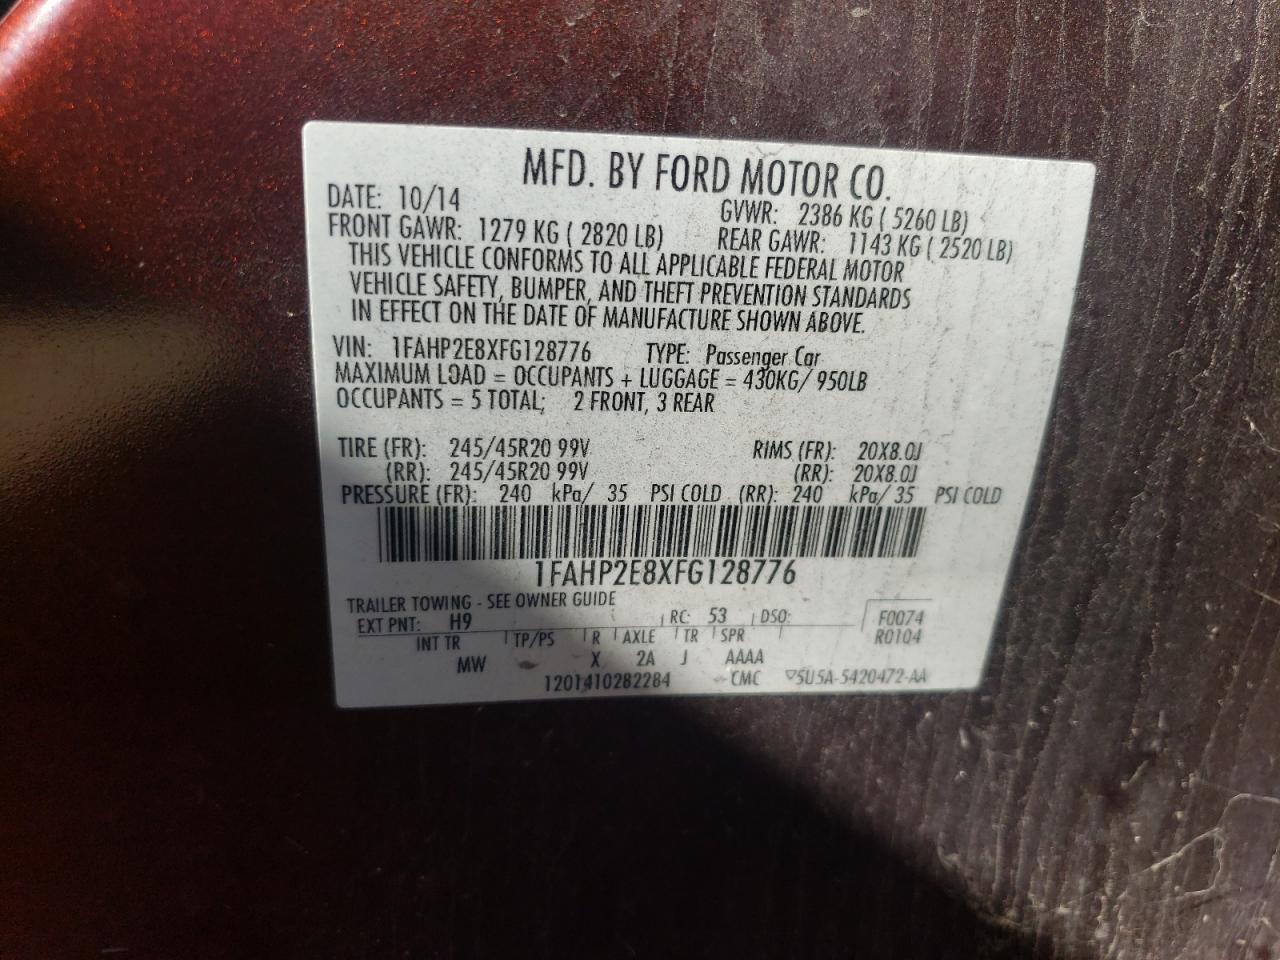 MFD. BY FORD MOTOR CO.
DATE: 10/14 GVWR: 2386 KG ( 5260 LB)
FRONT GAWR: 1279 KG ( 2820 LB) REAR GAWR: 1143 KG ( 2520 LB)
THIS VEHICLE CONFORMS TO ALL APPLICABLE FEDERAL MOTOR
VEHICLE SAFETY, BUMPER, AND THEFT PREVENTION STANDARDS
IN EFFECT ON THE DATE OF MANUFACTURE SHOWN ABOVE.
VIN: 1FAHP2E8XFG128776 TYPE: Passenger Car
MAXIMUM LOAD = OCCUPANTS + LUGGAGE = 430KG/ 950LB
OCCUPANTS = 5 TOTAL; 2 FRONT, 3 REAR
TIRE (FR): 245/45R20 99V RIMS (FR): 20X8.0J
(RR): 245/45R20 99V (RR): 20X8.0J
PRESSURE (FR): 240 kPa/ 35 PSI COLD (RR): 240 kPa/ 35 PSI COLD
1FAHP2E8XFG128776
TRAILER TOWING - SEE OWNER GUIDE
EXT PNT: H9 RC: 53 DSO: F0074
INT TR TP/PS R AXLE TR SPR R0104
MW X 2A J AAAA
1201410282284 CMC ▽5U5A-5420472-AA